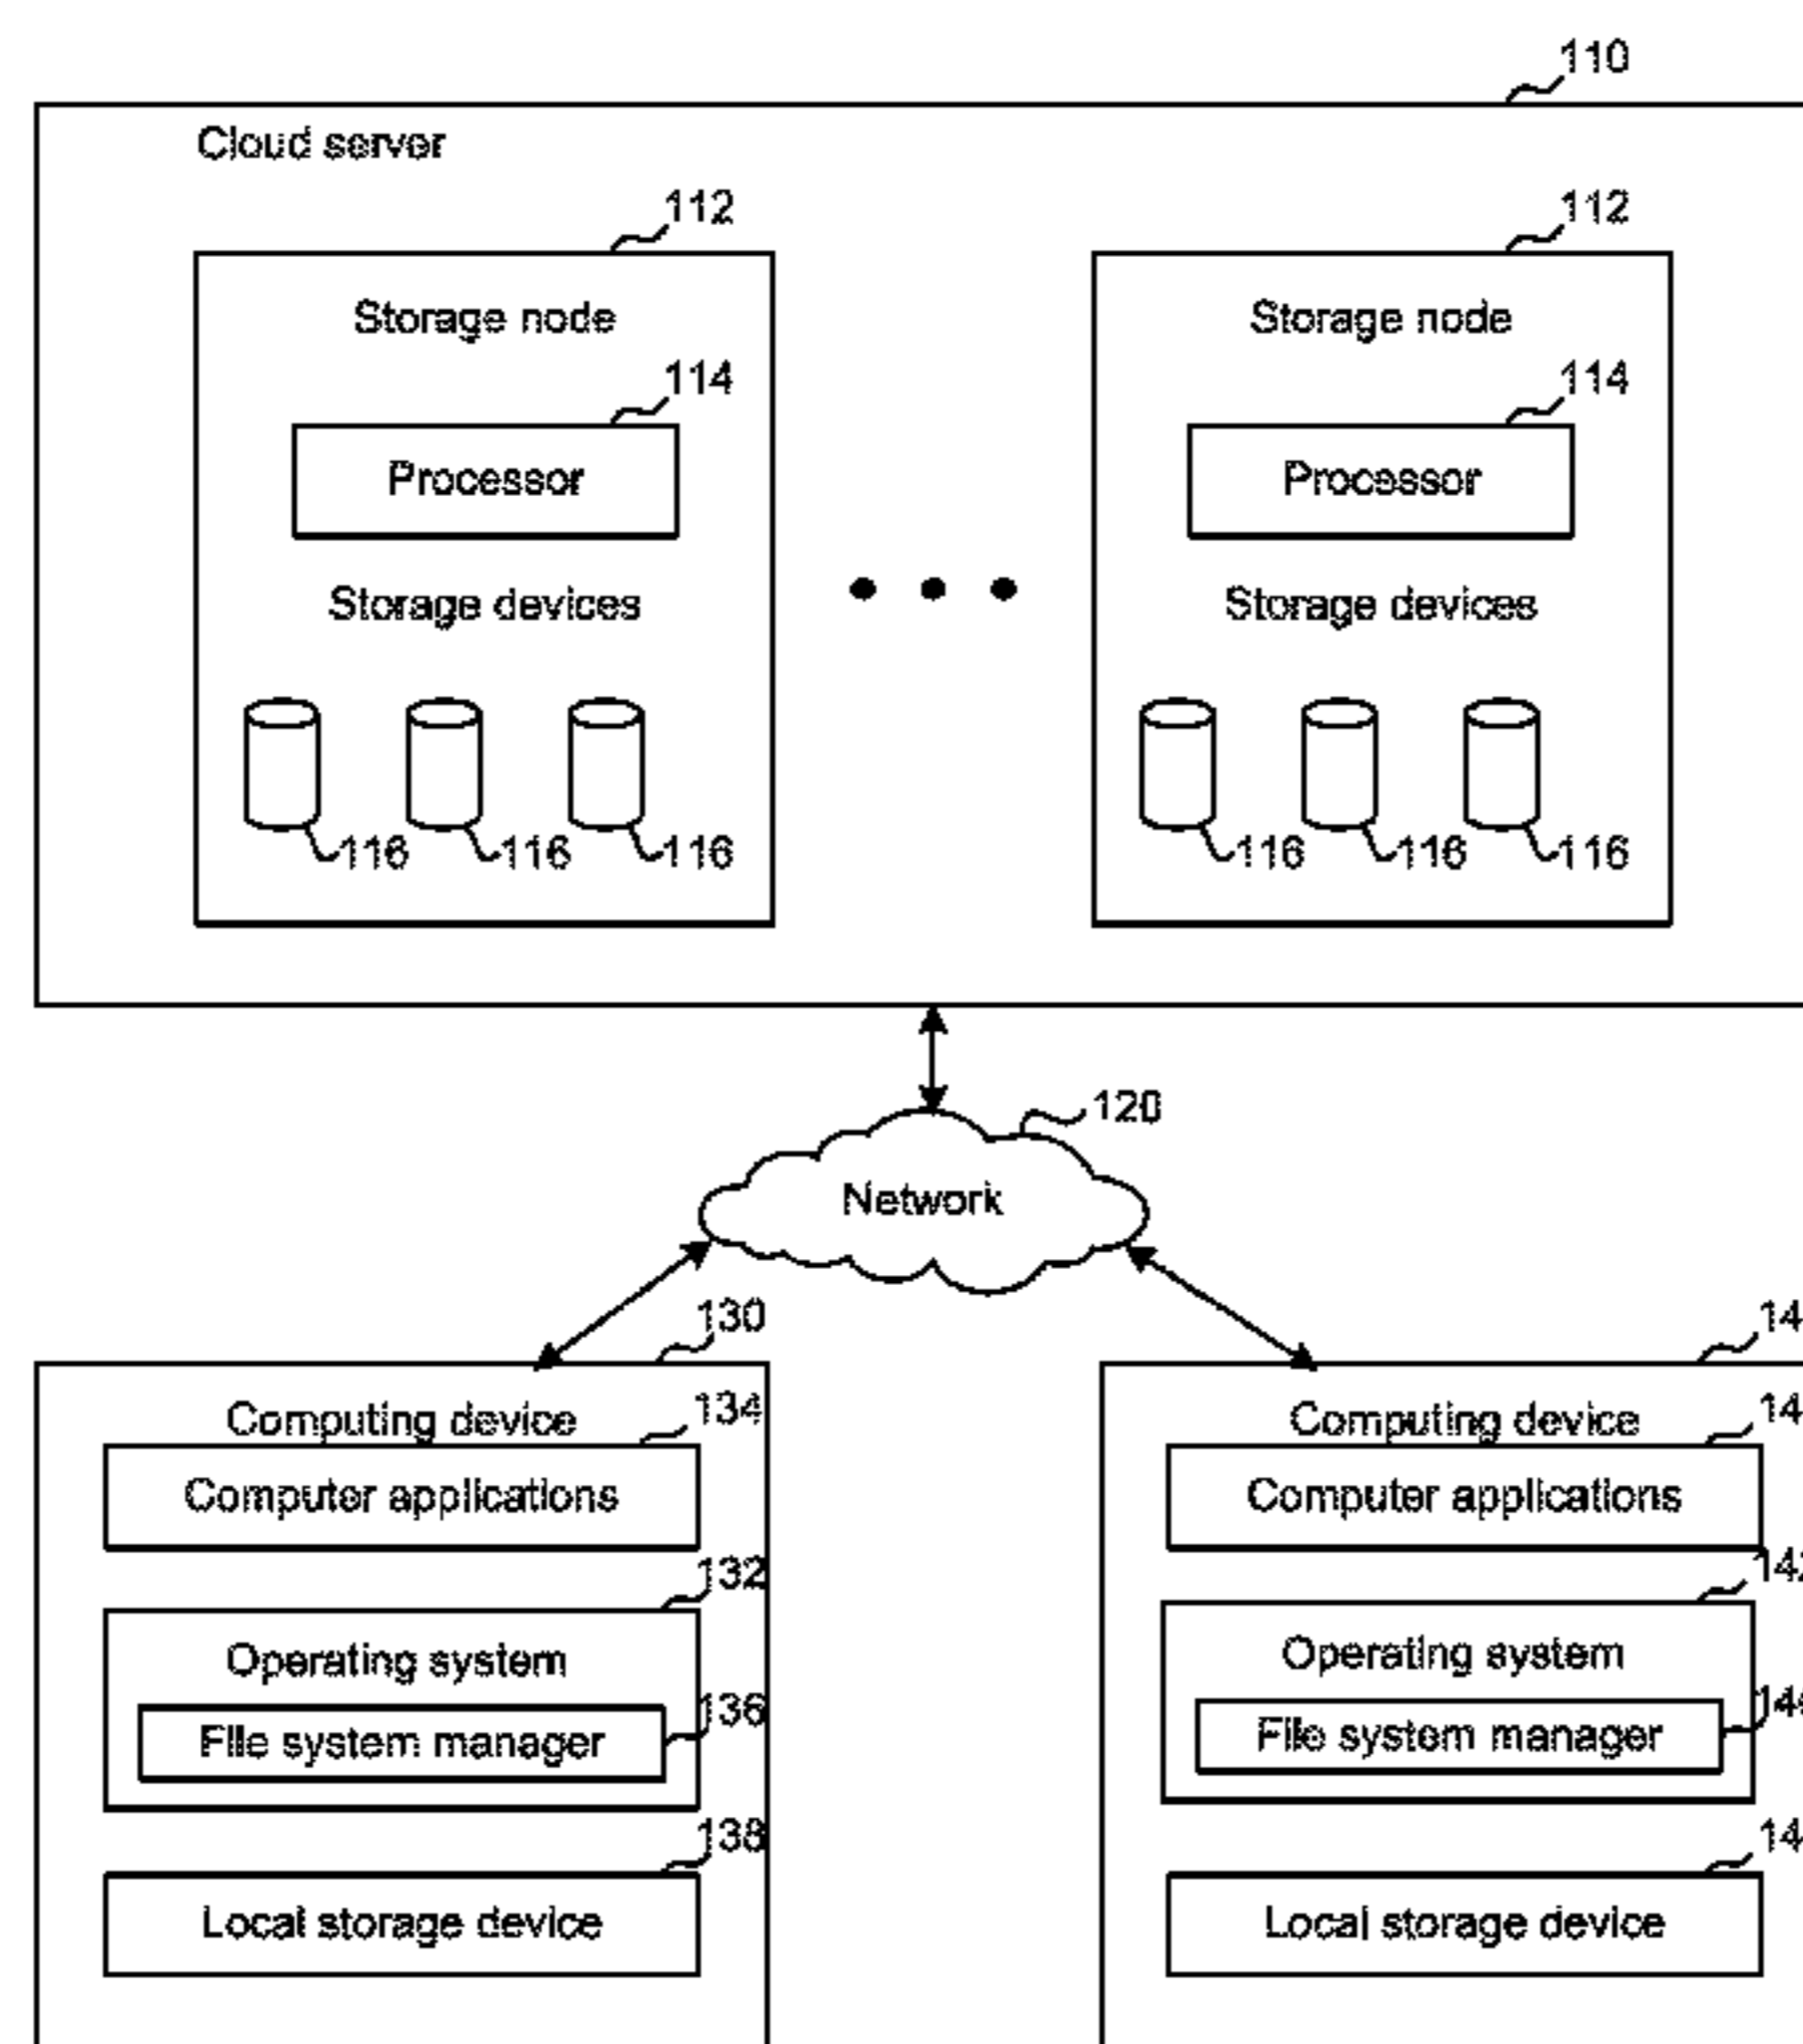 110
Cloud server
112
112
Storage node
Storage node
114
114
Processor
Processor
Storage devices
Storage devices
116
116
116
116
116
116
120
Network
130
Computing device
Computing device
134
Computer applications
Computer applications
132
Operating system
Operating system
136
File system manager
File system manager
138
Local storage device
Local storage device